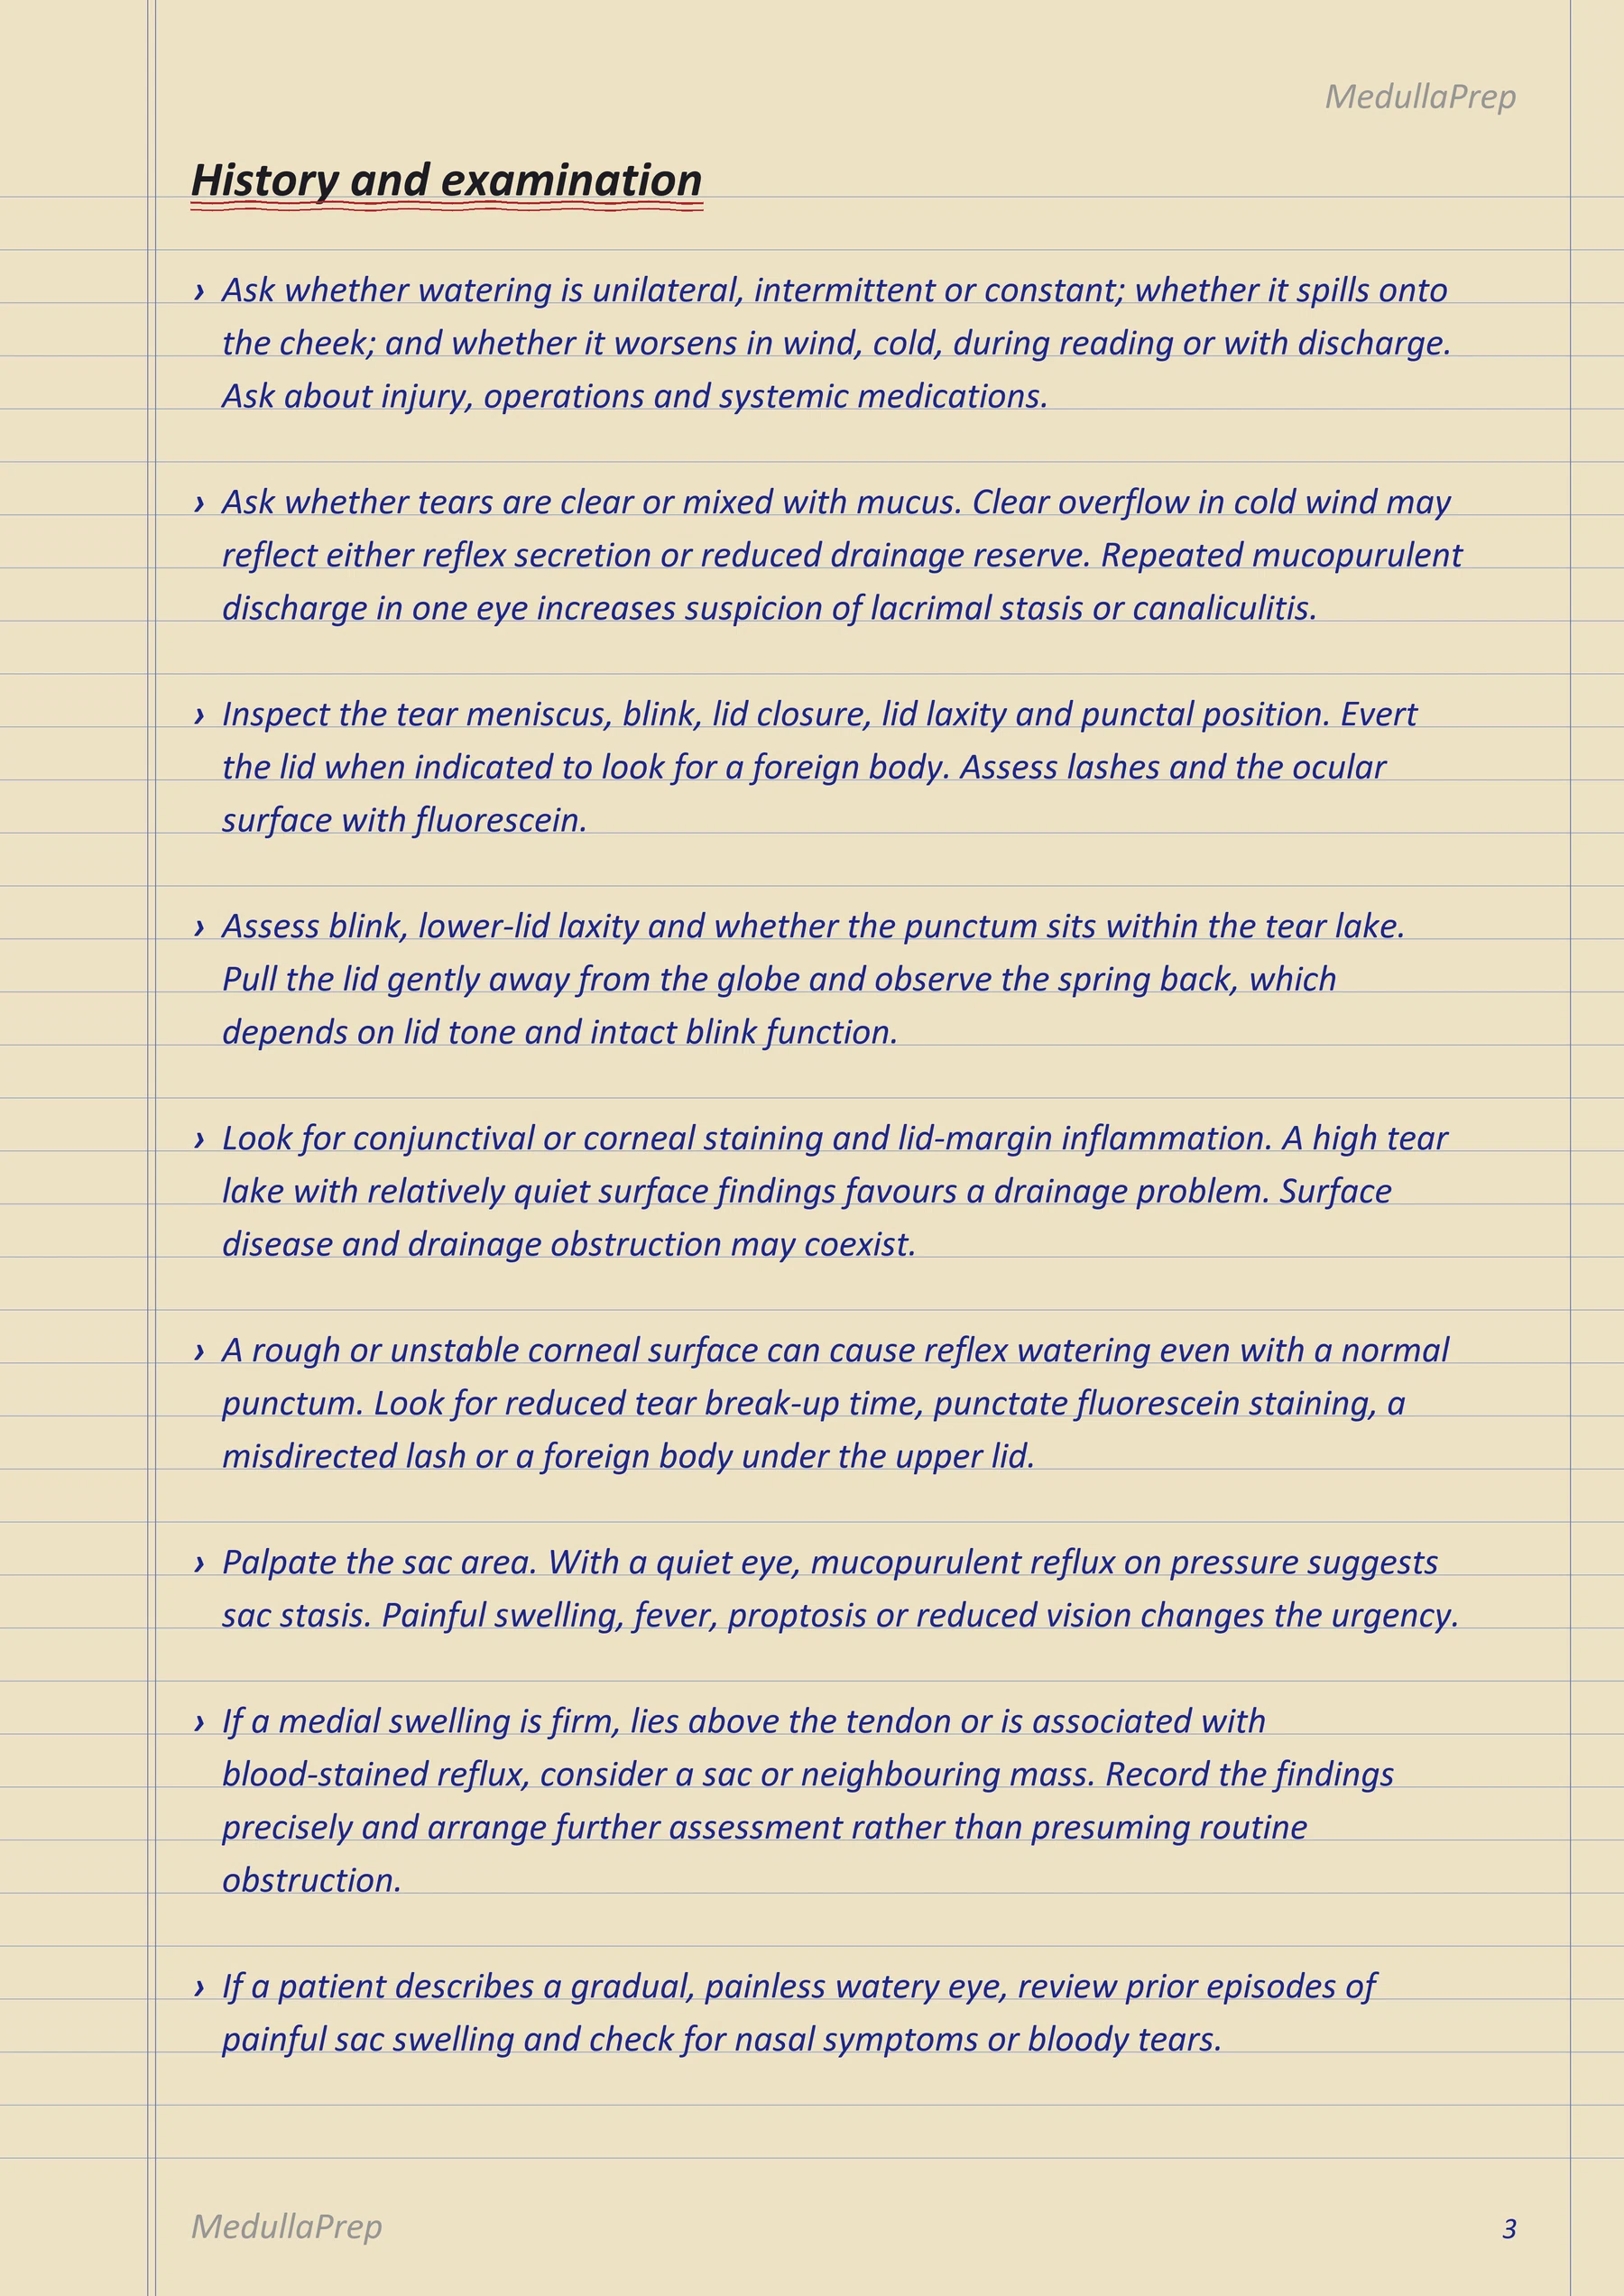 MedullaPrep
History and examination
› Ask whether watering is unilateral, intermittent or constant; whether it spills onto
the cheek; and whether it worsens in wind, cold, during reading or with discharge.
Ask about injury, operations and systemic medications.
› Ask whether tears are clear or mixed with mucus. Clear overflow in cold wind may
reflect either reflex secretion or reduced drainage reserve. Repeated mucopurulent
discharge in one eye increases suspicion of lacrimal stasis or canaliculitis.
› Inspect the tear meniscus, blink, lid closure, lid laxity and punctal position. Evert
the lid when indicated to look for a foreign body. Assess lashes and the ocular
surface with fluorescein.
› Assess blink, lower-lid laxity and whether the punctum sits within the tear lake.
Pull the lid gently away from the globe and observe the spring back, which
depends on lid tone and intact blink function.
› Look for conjunctival or corneal staining and lid-margin inflammation. A high tear
lake with relatively quiet surface findings favours a drainage problem. Surface
disease and drainage obstruction may coexist.
› A rough or unstable corneal surface can cause reflex watering even with a normal
punctum. Look for reduced tear break-up time, punctate fluorescein staining, a
misdirected lash or a foreign body under the upper lid.
› Palpate the sac area. With a quiet eye, mucopurulent reflux on pressure suggests
sac stasis. Painful swelling, fever, proptosis or reduced vision changes the urgency.
› If a medial swelling is firm, lies above the tendon or is associated with
blood-stained reflux, consider a sac or neighbouring mass. Record the findings
precisely and arrange further assessment rather than presuming routine
obstruction.
› If a patient describes a gradual, painless watery eye, review prior episodes of
painful sac swelling and check for nasal symptoms or bloody tears.
MedullaPrep
3